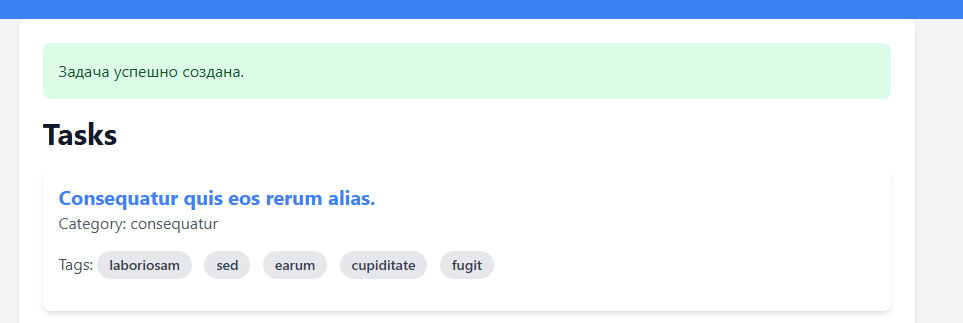 Задача успешно создана.
Tasks
Consequatur quis eos rerum alias.
Category: consequatur
Tags: laboriosam sed earum cupiditate fugit